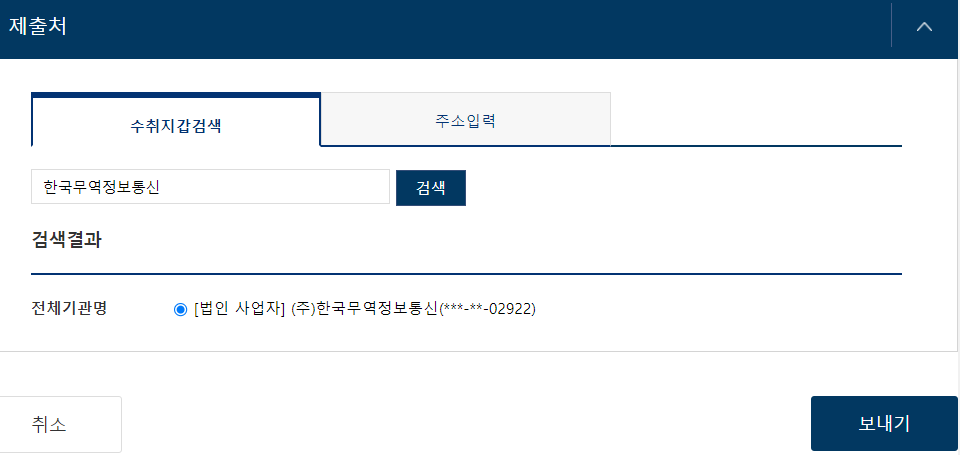 제출처
수취지갑검색
주소입력
한국무역정보통신
검색
검색결과
전체기관명
[법인 사업자] (주)한국무역정보통신(***-**-02922)
취소
보내기